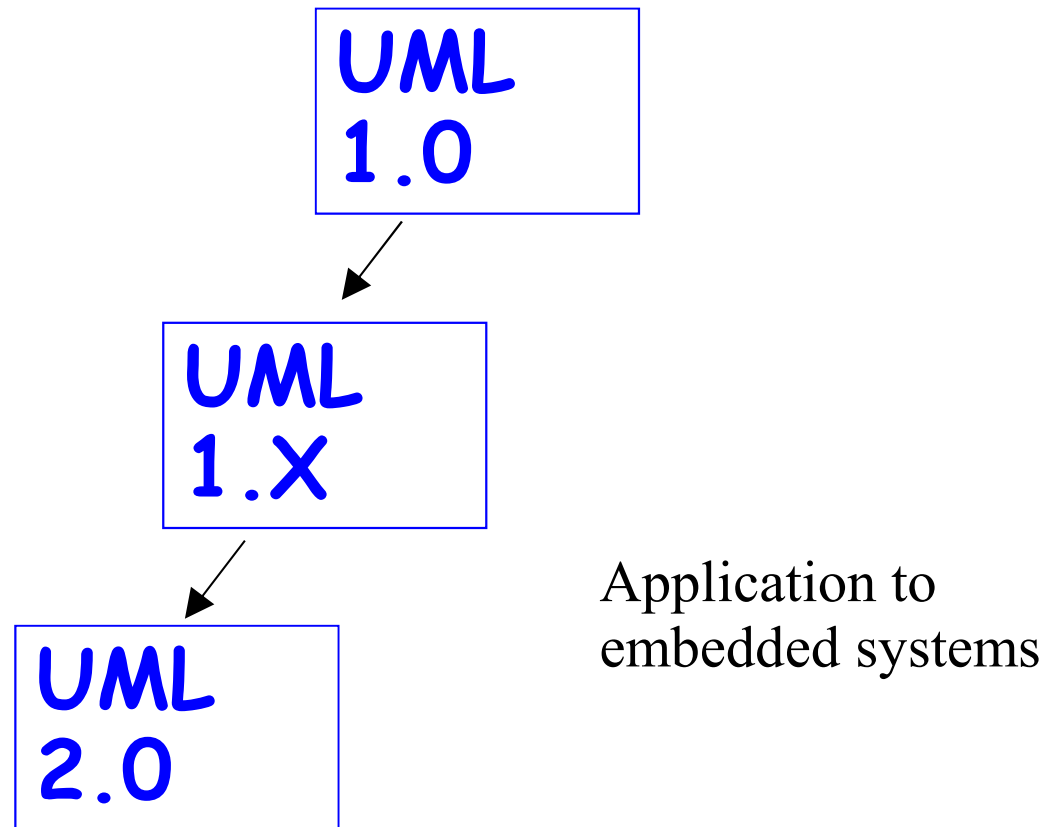 UML
1.0
UML
1.X
Application to
embedded systems
UML
2.0